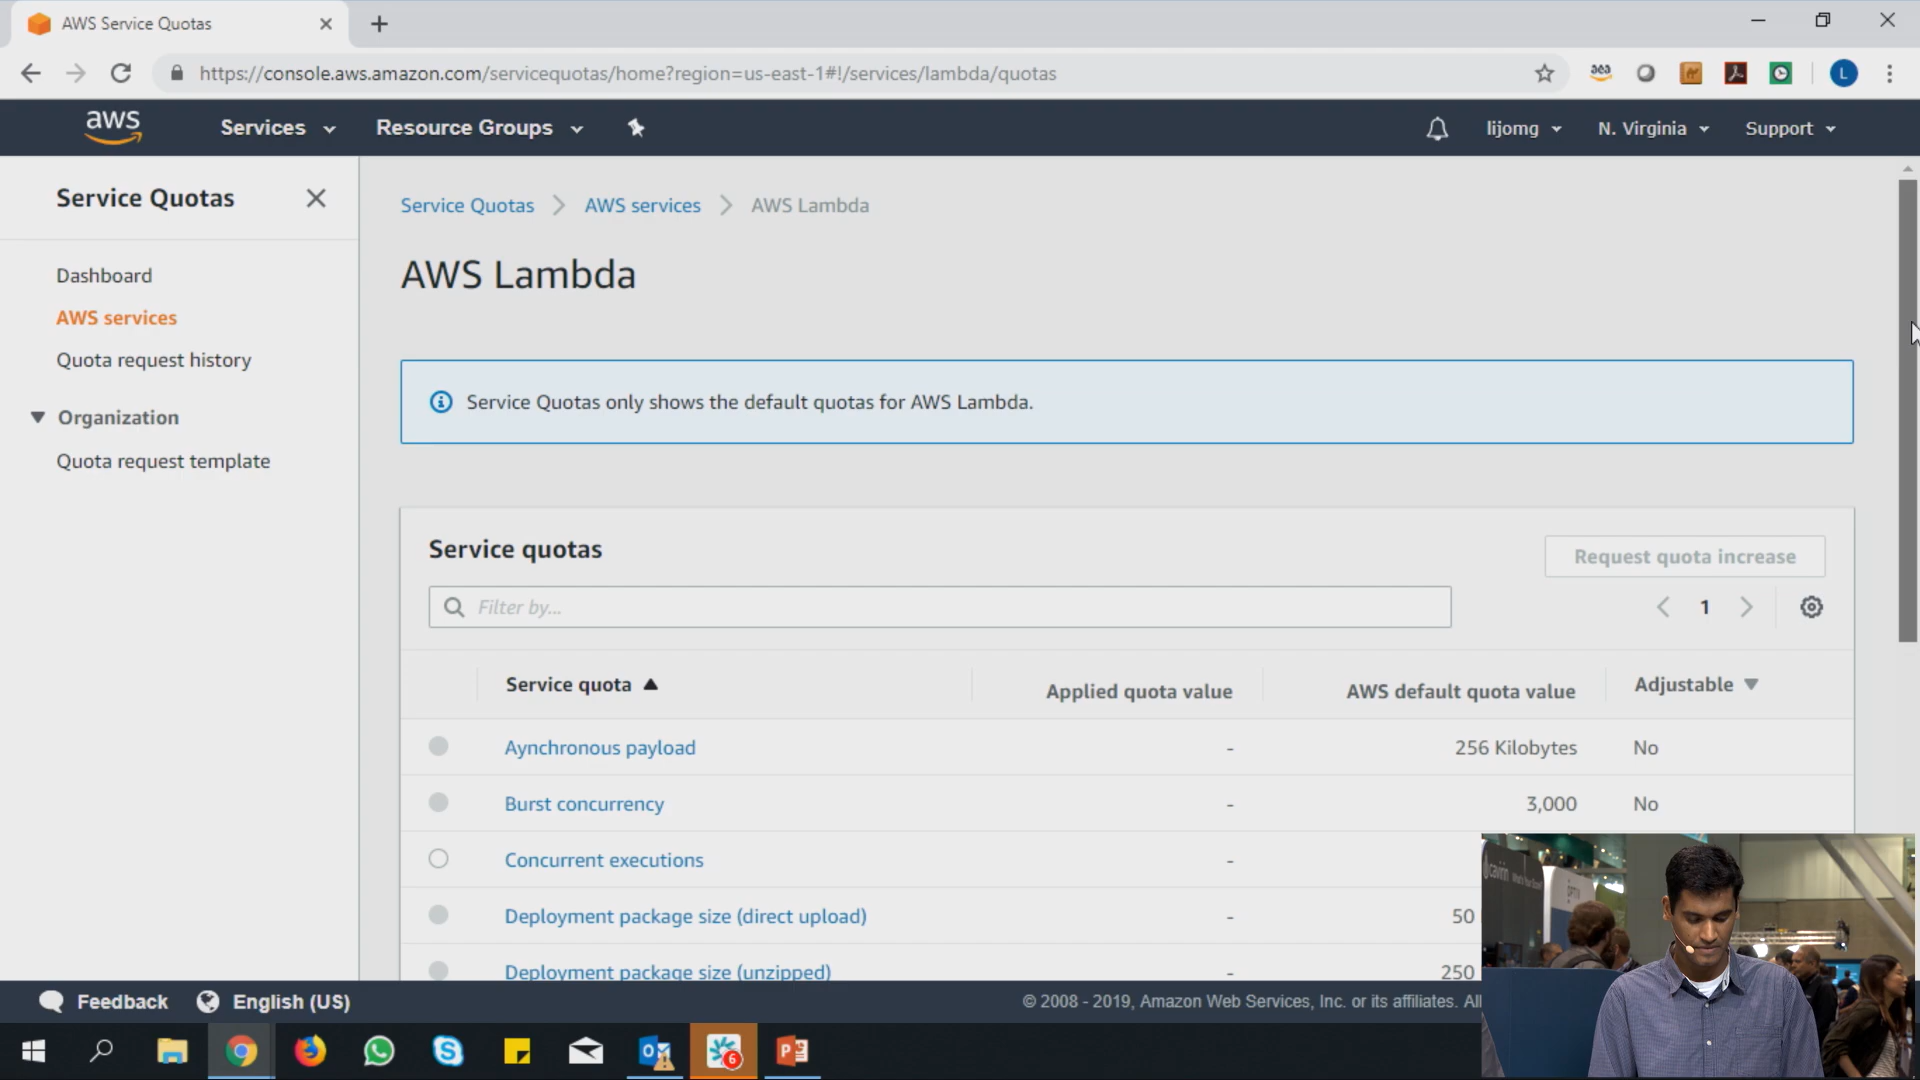 AWS Service Quotas
https://console.aws.amazon.com/servicequotas/home?region=us-east-1#!/services/lambda/quotas
L
aws
Services
Resource Groups
lijomg
N. Virginia
Support
Service Quotas
Dashboard
AWS services
Quota request history
Organization
Quota request template
Service Quotas
AWS services
AWS Lambda
AWS Lambda
Service Quotas only shows the default quotas for AWS Lambda.
Service quotas
Request quota increase
Filter by...
1
Service quota
Applied quota value
AWS default quota value
Adjustable
Aynchronous payload - 256 Kilobytes No
Burst concurrency - 3,000 No
Concurrent executions -
Deployment package size (direct upload) - 50
Deployment package size (unzipped) - 250
cavirin
Feedback
English (US)
© 2008 - 2019, Amazon Web Services, Inc. or its affiliates. All
6